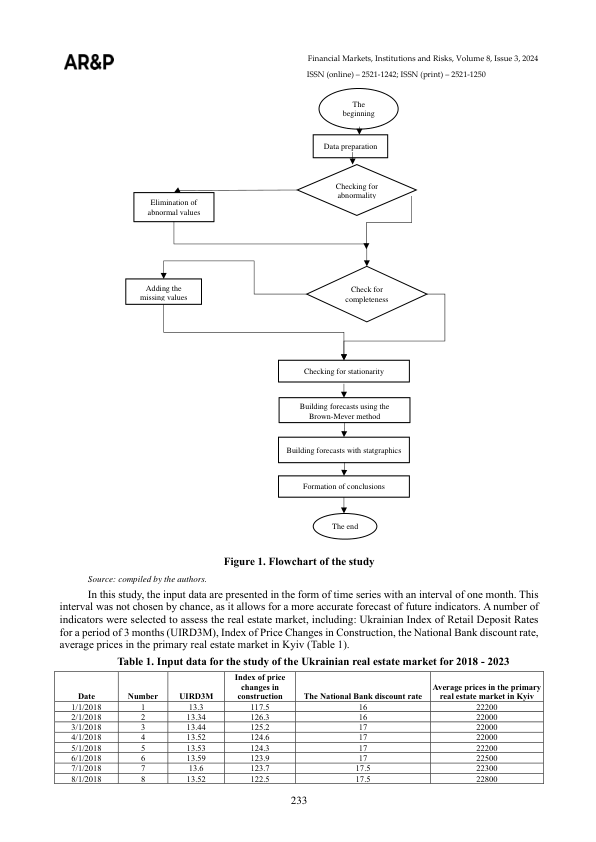 AR&P
Financial Markets, Institutions and Risks, Volume 8, Issue 3, 2024
ISSN (online) – 2521-1242; ISSN (print) – 2521-1250
The
beginning
Data preparation
Checking for
abnormality
Elimination of
abnormal values
Check for
completeness
Adding the
missing values
Checking for stationarity
Building forecasts using the
Brown-Mever method
Building forecasts with statgraphics
Formation of conclusions
The end
Figure 1. Flowchart of the study
Source: compiled by the authors.
In this study, the input data are presented in the form of time series with an interval of one month. This
interval was not chosen by chance, as it allows for a more accurate forecast of future indicators. A number of
indicators were selected to assess the real estate market, including: Ukrainian Index of Retail Deposit Rates
for a period of 3 months (UIRD3M), Index of Price Changes in Construction, the National Bank discount rate,
average prices in the primary real estate market in Kyiv (Table 1).
Table 1. Input data for the study of the Ukrainian real estate market for 2018 - 2023
Date Number UIRD3M Index of price changes in construction The National Bank discount rate Average prices in the primary real estate market in Kyiv
1/1/2018 1 13.3 117.5 16 22200
2/1/2018 2 13.34 126.3 16 22000
3/1/2018 3 13.44 125.2 17 22000
4/1/2018 4 13.52 124.6 17 22000
5/1/2018 5 13.53 124.3 17 22200
6/1/2018 6 13.59 123.9 17 22500
7/1/2018 7 13.6 123.7 17.5 22300
8/1/2018 8 13.52 122.5 17.5 22800
233